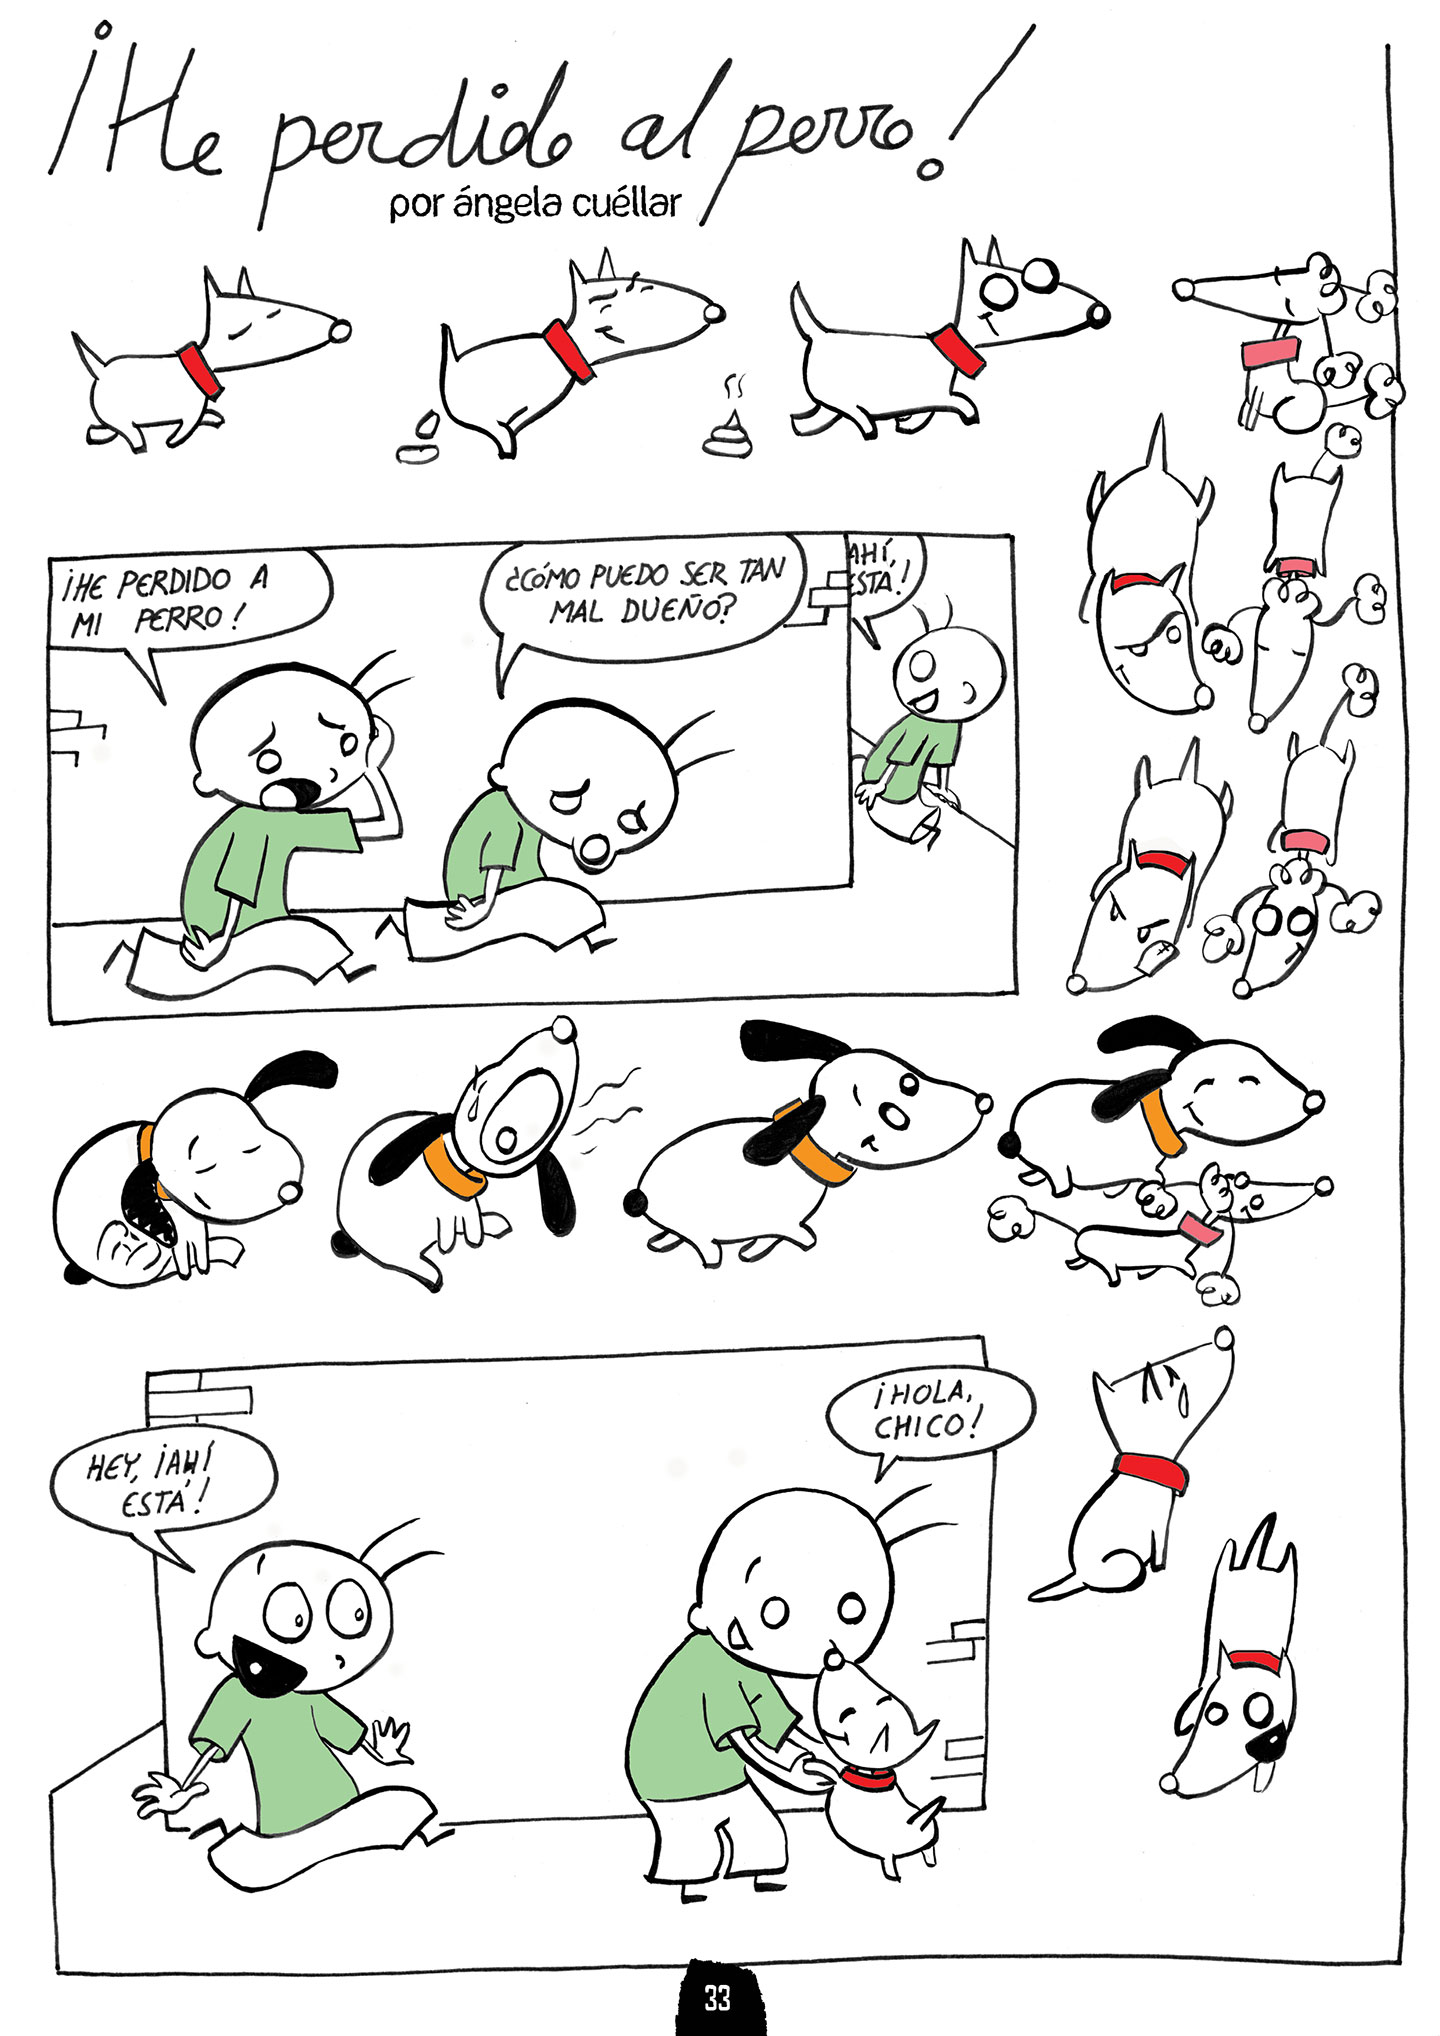 ¡He perdido al perro!
por ángela cuéllar
¡HE PERDIDO A
MI PERRO!
¿CÓMO PUEDO SER TAN
MAL DUEÑO?
AHÍ,
ESTÁ!
HEY, ¡AHÍ
ESTÁ!
¡HOLA,
CHICO!
33